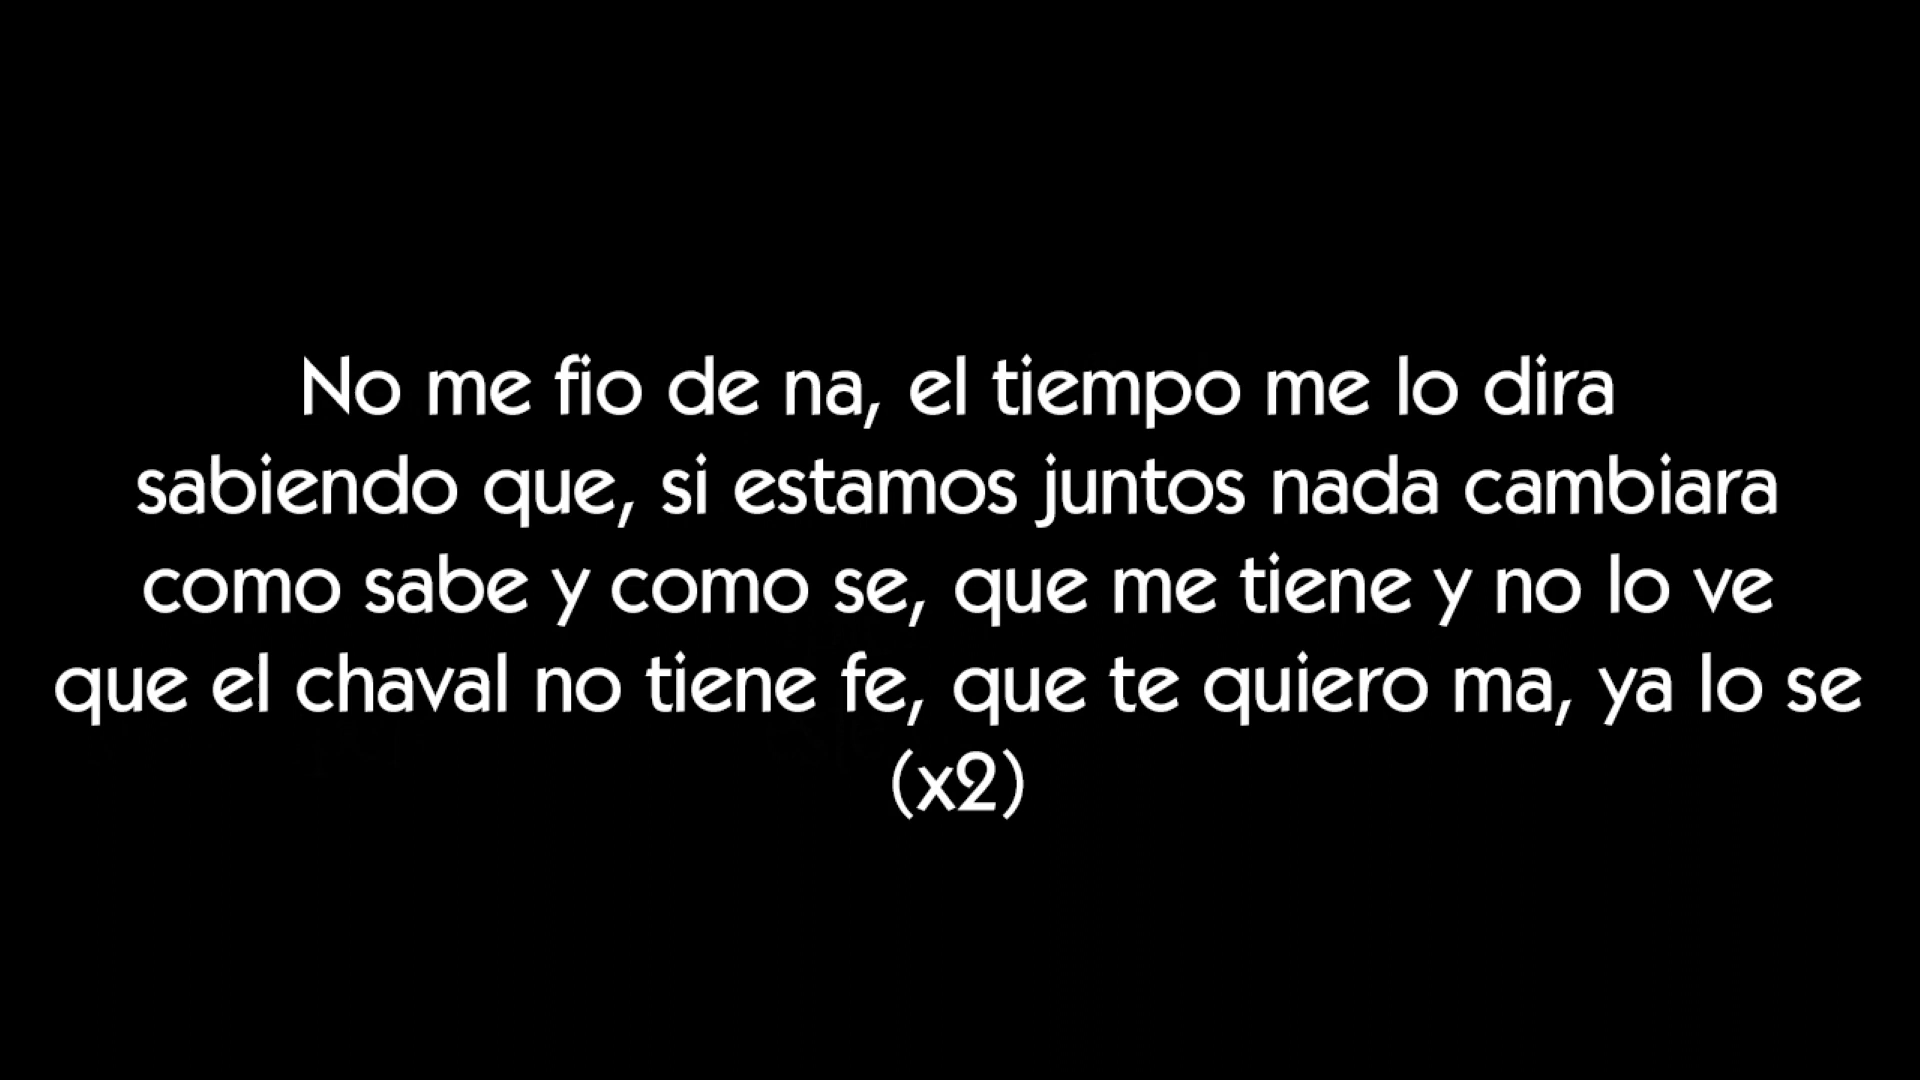 No me fio de na, el tiempo me lo dira
sabiendo que, si estamos juntos nada cambiara
como sabe y como se, que me tiene y no lo ve
que el chaval no tiene fe, que te quiero ma, ya lo se
(x2)